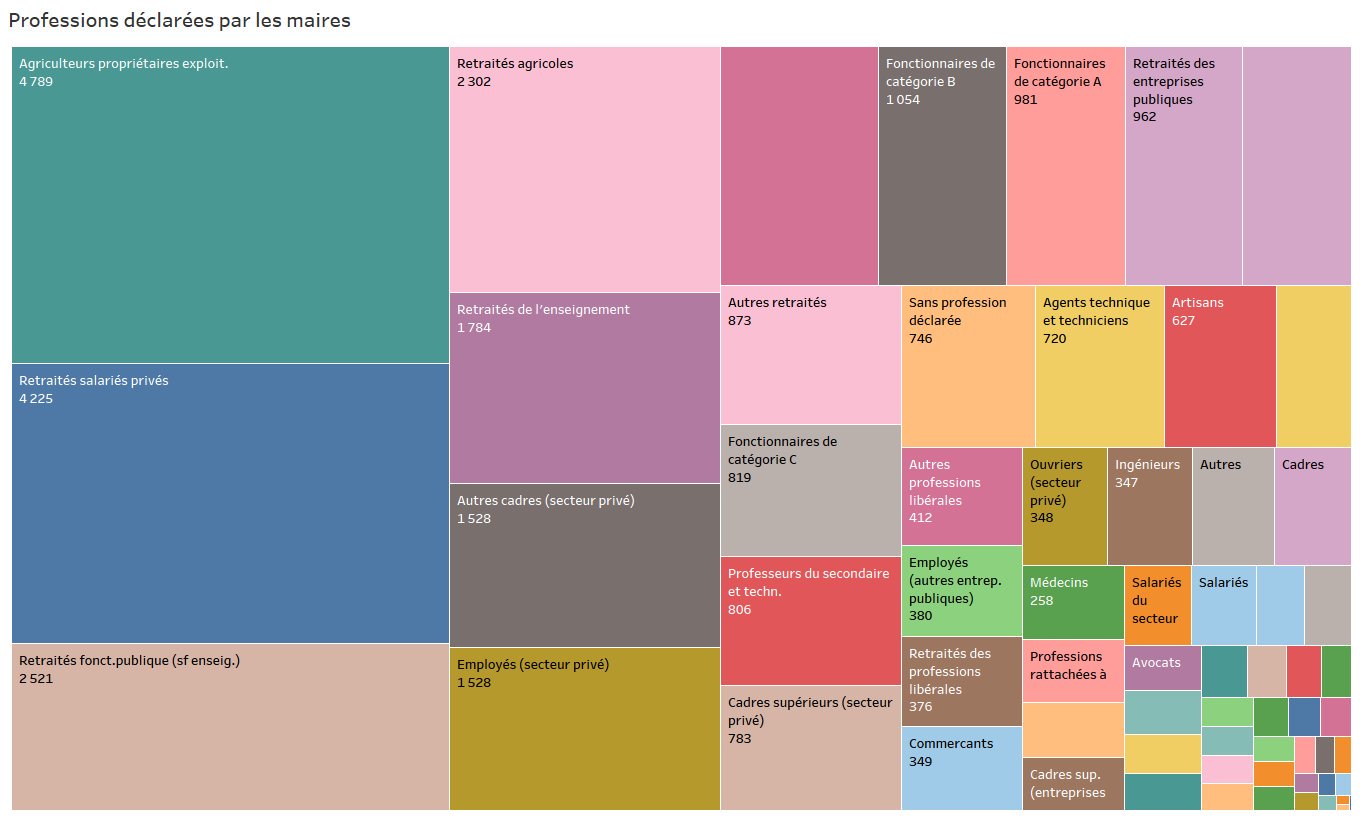 Professions déclarées par les maires
Agriculteurs propriétaires exploit.
4 789
Retraités salariés privés
4 225
Retraités fonct.publique (sf enseig.)
2 521
Retraités agricoles
2 302
Retraités de l'enseignement
1 784
Autres cadres (secteur privé)
1 528
Employés (secteur privé)
1 528
Fonctionnaires de
catégorie B
1 054
Fonctionnaires
de catégorie A
981
Retraités des
entreprises
publiques
962
Autres retraités
873
Fonctionnaires de
catégorie C
819
Professeurs du secondaire
et techn.
806
Cadres supérieurs (secteur
privé)
783
Sans profession
déclarée
746
Agents technique
et techniciens
720
Artisans
627
Autres
professions
libérales
412
Employés
(autres entrep.
publiques)
380
Retraités des
professions
libérales
376
Commercants
349
Ouvriers
(secteur
privé)
348
Ingénieurs
347
Autres
Cadres
Médecins
258
Professions
rattachées à
Cadres sup.
(entreprises
Salariés
du
secteur
Salariés
Avocats